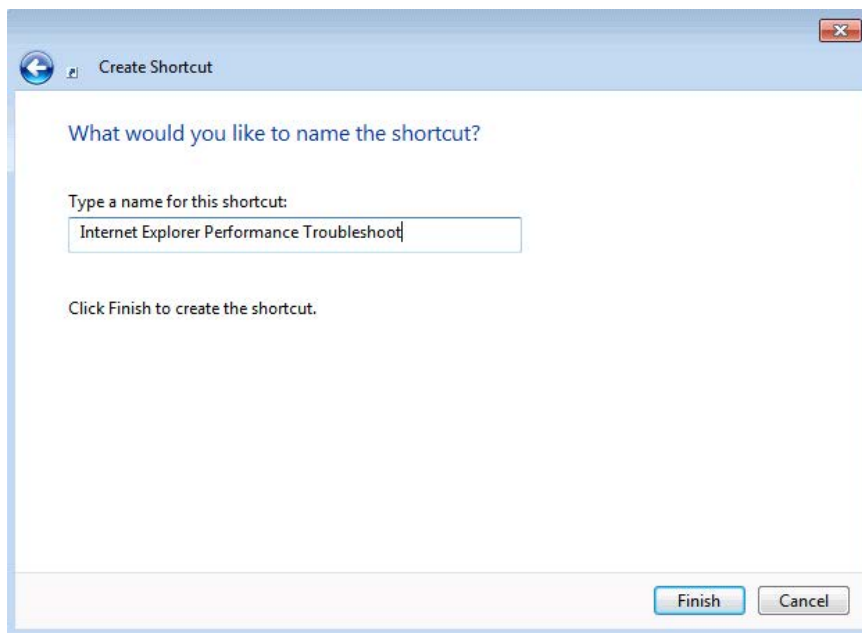 Create Shortcut
What would you like to name the shortcut?
Type a name for this shortcut:
Internet Explorer Performance Troubleshoot
Click Finish to create the shortcut.
Finish Cancel